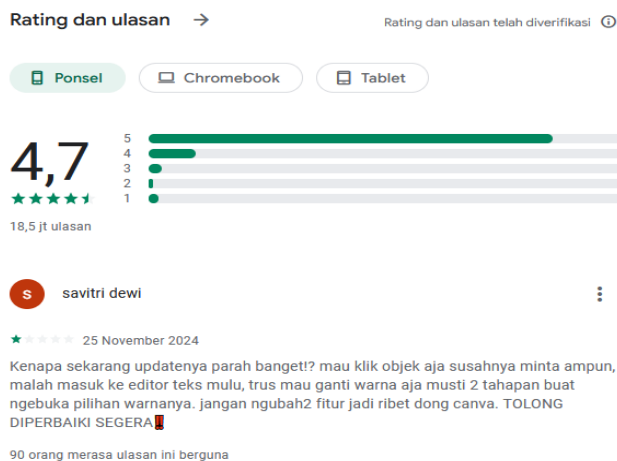 Rating dan ulasan →
Rating dan ulasan telah diverifikasi
Ponsel
Chromebook
Tablet
4,7
5
4
3
2
1
18,5 jt ulasan
s
savitri dewi
25 November 2024
Kenapa sekarang updatenya parah banget!? mau klik objek aja susahnya minta ampun,
malah masuk ke editor teks mulu, trus mau ganti warna aja musti 2 tahapan buat
ngebuka pilihan warnanya. jangan ngubah2 fitur jadi ribet dong canva. TOLONG
DIPERBAIKI SEGERA‼️
90 orang merasa ulasan ini berguna